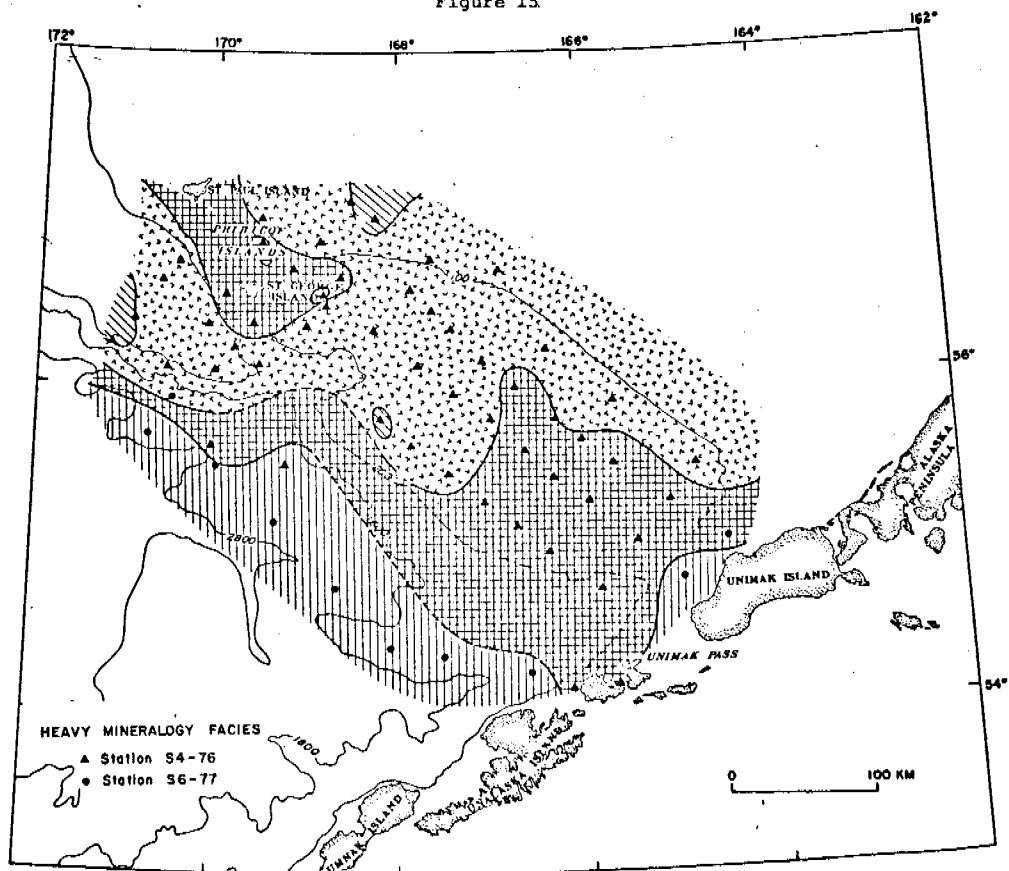 Figure 15.
172°
170°
168°
166°
164°
162°
ST. PAUL ISLAND
PRIBILOF
ISLANDS
ST. GEORGE
ISLAND
100
56°
ALASKA
PENINSULA
200
2800
UNIMAK ISLAND
UNIMAK PASS
54°
HEAVY MINERALOGY FACIES
▲ Station S4-76
● Station S6-77
1800
0 100 KM
UNALASKA ISLAND
UMNAK ISLAND